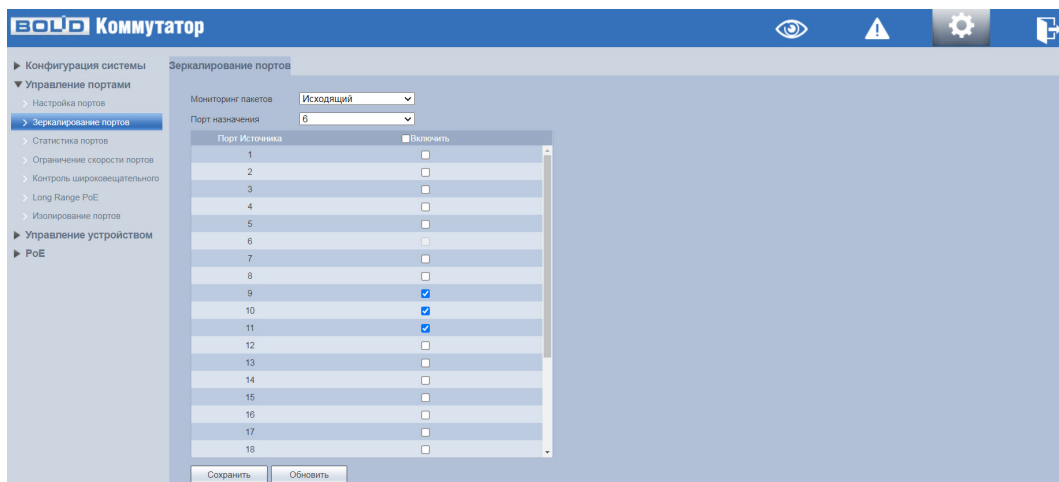 BOLID Коммутатор
Конфигурация системы
Управление портами
Настройка портов
Зеркалирование портов
Статистика портов
Ограничение скорости портов
Контроль широковещательного
Long Range PoE
Изолирование портов
Управление устройством
PoE
Зеркалирование портов
Мониторинг пакетов Исходящий
Порт назначения 6
Порт Источника Включить
1
2
3
4
5
6
7
8
9
10
11
12
13
14
15
16
17
18
Сохранить Обновить